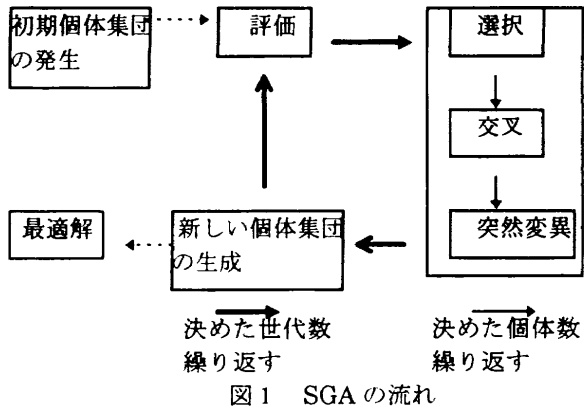 初期個体集団
の発生
評価
選択
交叉
突然変異
新しい個体集団
の生成
最適解
決めた世代数
繰り返す
決めた個体数
繰り返す
図1 SGAの流れ